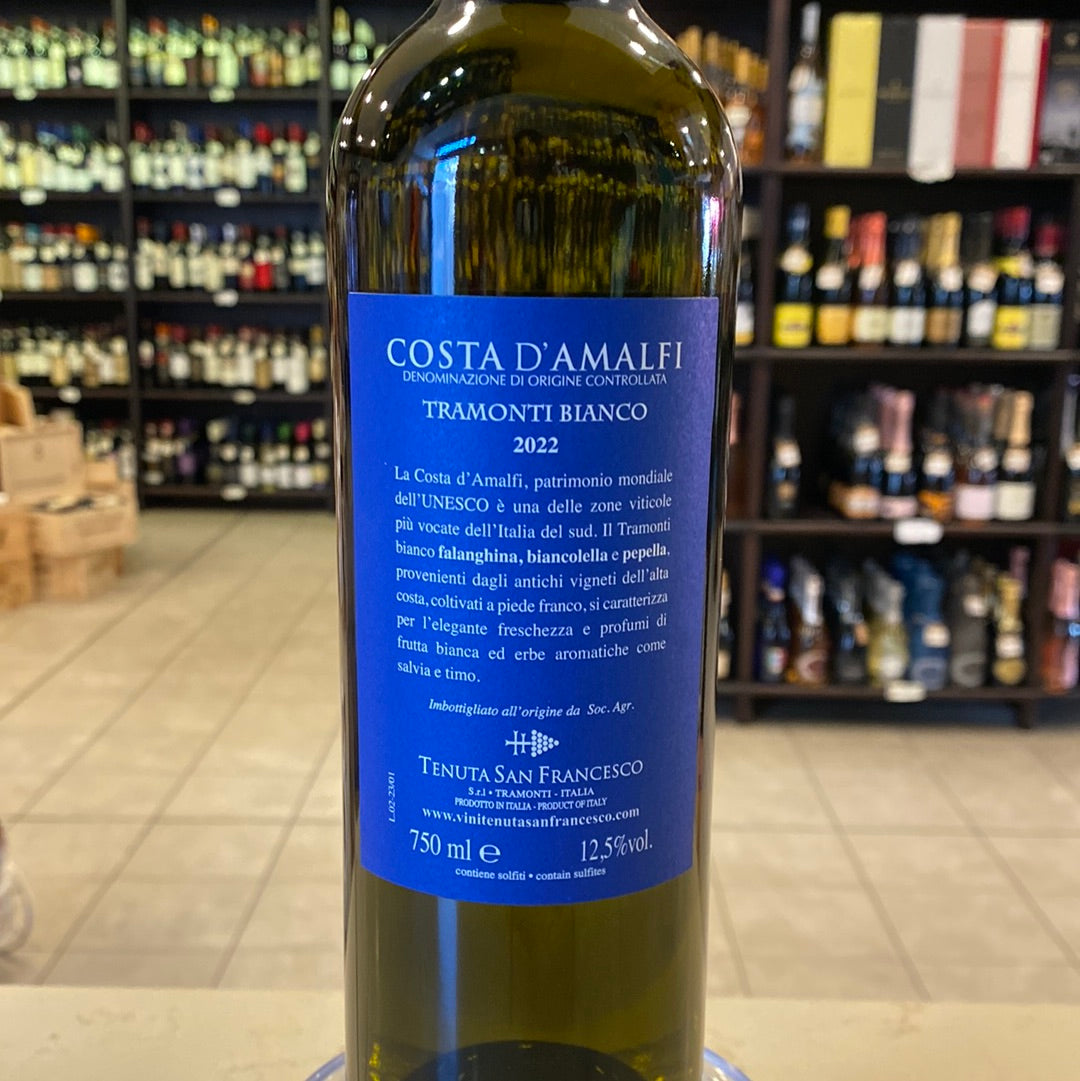 COSTA D'AMALFI
DENOMINAZIONE DI ORIGINE CONTROLLATA
TRAMONTI BIANCO
2022
La Costa d'Amalfi, patrimonio mondiale
dell'UNESCO è una delle zone viticole
più vocate dell'Italia del sud. Il Tramonti
bianco falanghina, biancolella e pepella,
provenienti dagli antichi vigneti dell'alta
costa, coltivati a piede franco, si caratterizza
per l'elegante freschezza e profumi di
frutta bianca ed erbe aromatiche come
salvia e timo.
Imbottigliato all'origine da Soc. Agr.
TENUTA SAN FRANCESCO
S.r.l • TRAMONTI - ITALIA
PRODOTTO IN ITALIA - PRODUCT OF ITALY
www.vinitenutasanfrancesco.com
750 ml ℮ 12,5%vol.
contiene solfiti • contain sulfites
L.02-23/01